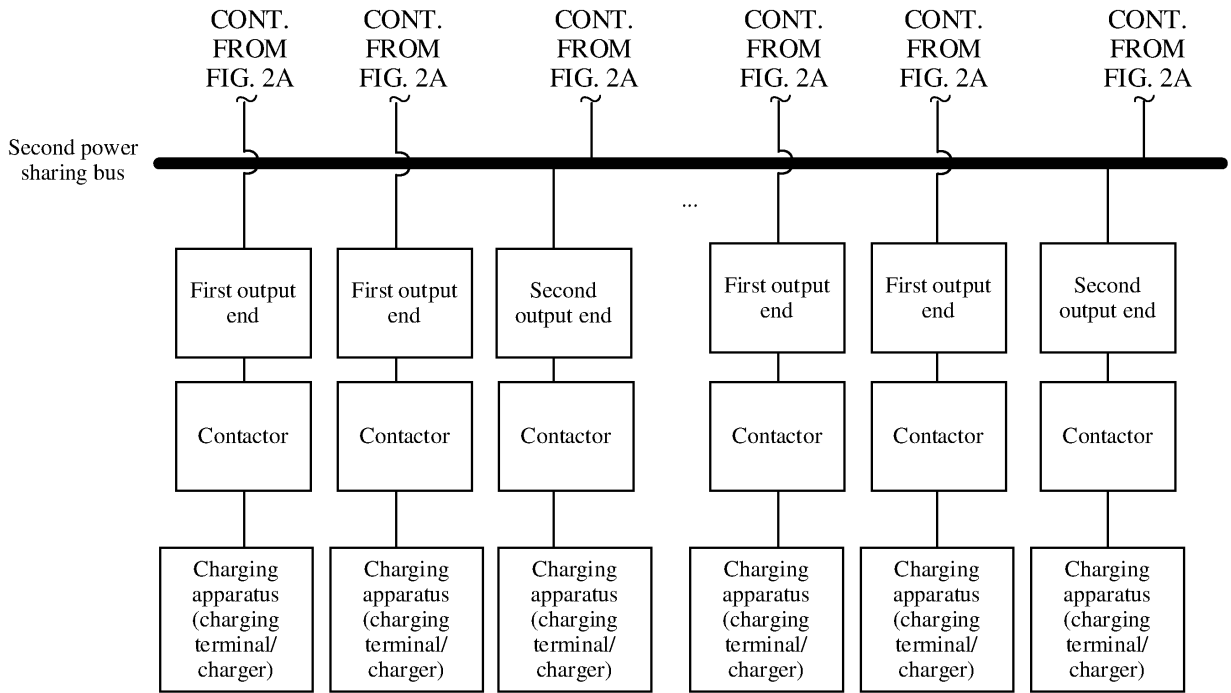 CONT.
FROM
FIG. 2A
CONT.
FROM
FIG. 2A
CONT.
FROM
FIG. 2A
CONT.
FROM
FIG. 2A
CONT.
FROM
FIG. 2A
CONT.
FROM
FIG. 2A
Second power
sharing bus
...
First output
end
First output
end
Second
output end
First output
end
First output
end
Second
output end
Contactor
Contactor
Contactor
Contactor
Contactor
Contactor
Charging
apparatus
(charging
terminal/
charger)
Charging
apparatus
(charging
terminal/
charger)
Charging
apparatus
(charging
terminal/
charger)
Charging
apparatus
(charging
terminal/
charger)
Charging
apparatus
(charging
terminal/
charger)
Charging
apparatus
(charging
terminal/
charger)